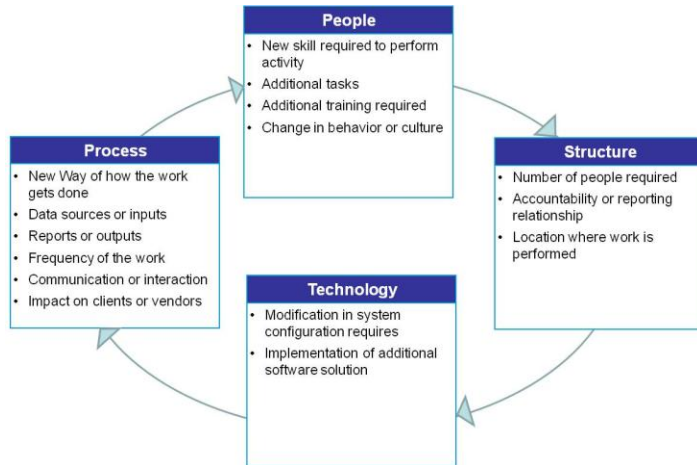 People
• New skill required to perform
activity
• Additional tasks
• Additional training required
• Change in behavior or culture
Process
• New Way of how the work
gets done
• Data sources or inputs
• Reports or outputs
• Frequency of the work
• Communication or interaction
• Impact on clients or vendors
Structure
• Number of people required
• Accountability or reporting
relationship
• Location where work is
performed
Technology
• Modification in system
configuration requires
• Implementation of additional
software solution